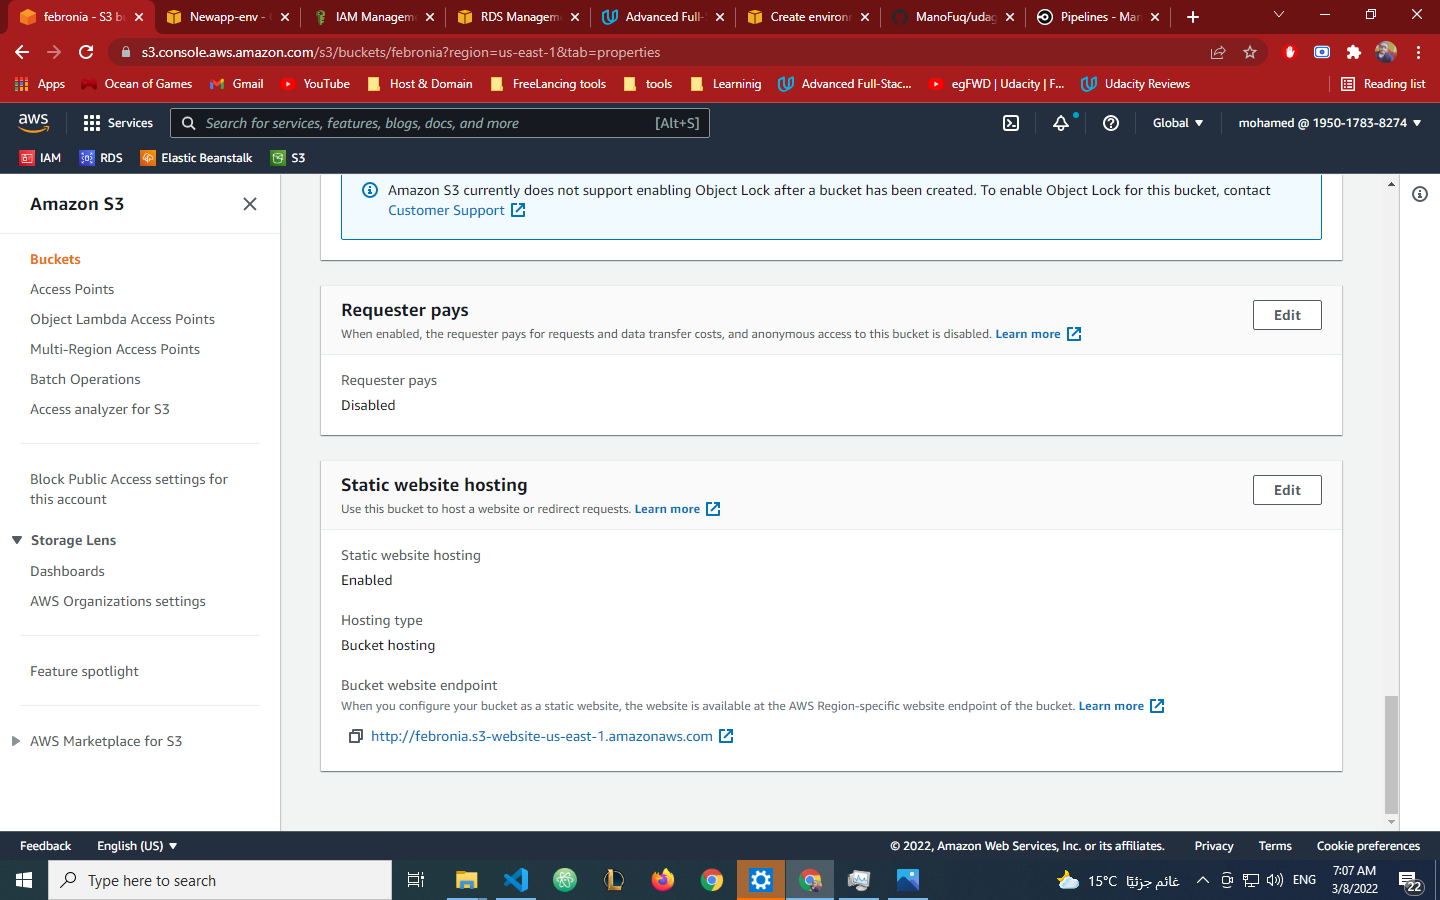 febronia - S3 bu
Newapp-env -
IAM Managem
RDS Manageme
Advanced Full-S
Create environm
ManoFuq/udag
Pipelines - Man
s3.console.aws.amazon.com/s3/buckets/febronia?region=us-east-1&tab=properties
Apps
Ocean of Games
Gmail
YouTube
Host & Domain
FreeLancing tools
tools
Learninig
Advanced Full-Stac...
egFWD | Udacity | F...
Udacity Reviews
Reading list
aws
Services
Search for services, features, blogs, docs, and more
[Alt+S]
Global
mohamed @ 1950-1783-8274
IAM
RDS
Elastic Beanstalk
S3
Amazon S3
Buckets
Access Points
Object Lambda Access Points
Multi-Region Access Points
Batch Operations
Access analyzer for S3
Block Public Access settings for
this account
Storage Lens
Dashboards
AWS Organizations settings
Feature spotlight
AWS Marketplace for S3
Amazon S3 currently does not support enabling Object Lock after a bucket has been created. To enable Object Lock for this bucket, contact
Customer Support
Requester pays
Edit
When enabled, the requester pays for requests and data transfer costs, and anonymous access to this bucket is disabled. Learn more
Requester pays
Disabled
Static website hosting
Edit
Use this bucket to host a website or redirect requests. Learn more
Static website hosting
Enabled
Hosting type
Bucket hosting
Bucket website endpoint
When you configure your bucket as a static website, the website is available at the AWS Region-specific website endpoint of the bucket. Learn more
http://febronia.s3-website-us-east-1.amazonaws.com
Feedback
English (US)
© 2022, Amazon Web Services, Inc. or its affiliates.
Privacy
Terms
Cookie preferences
Type here to search
15°C
غائم جزئيًا
ENG
7:07 AM
3/8/2022
22